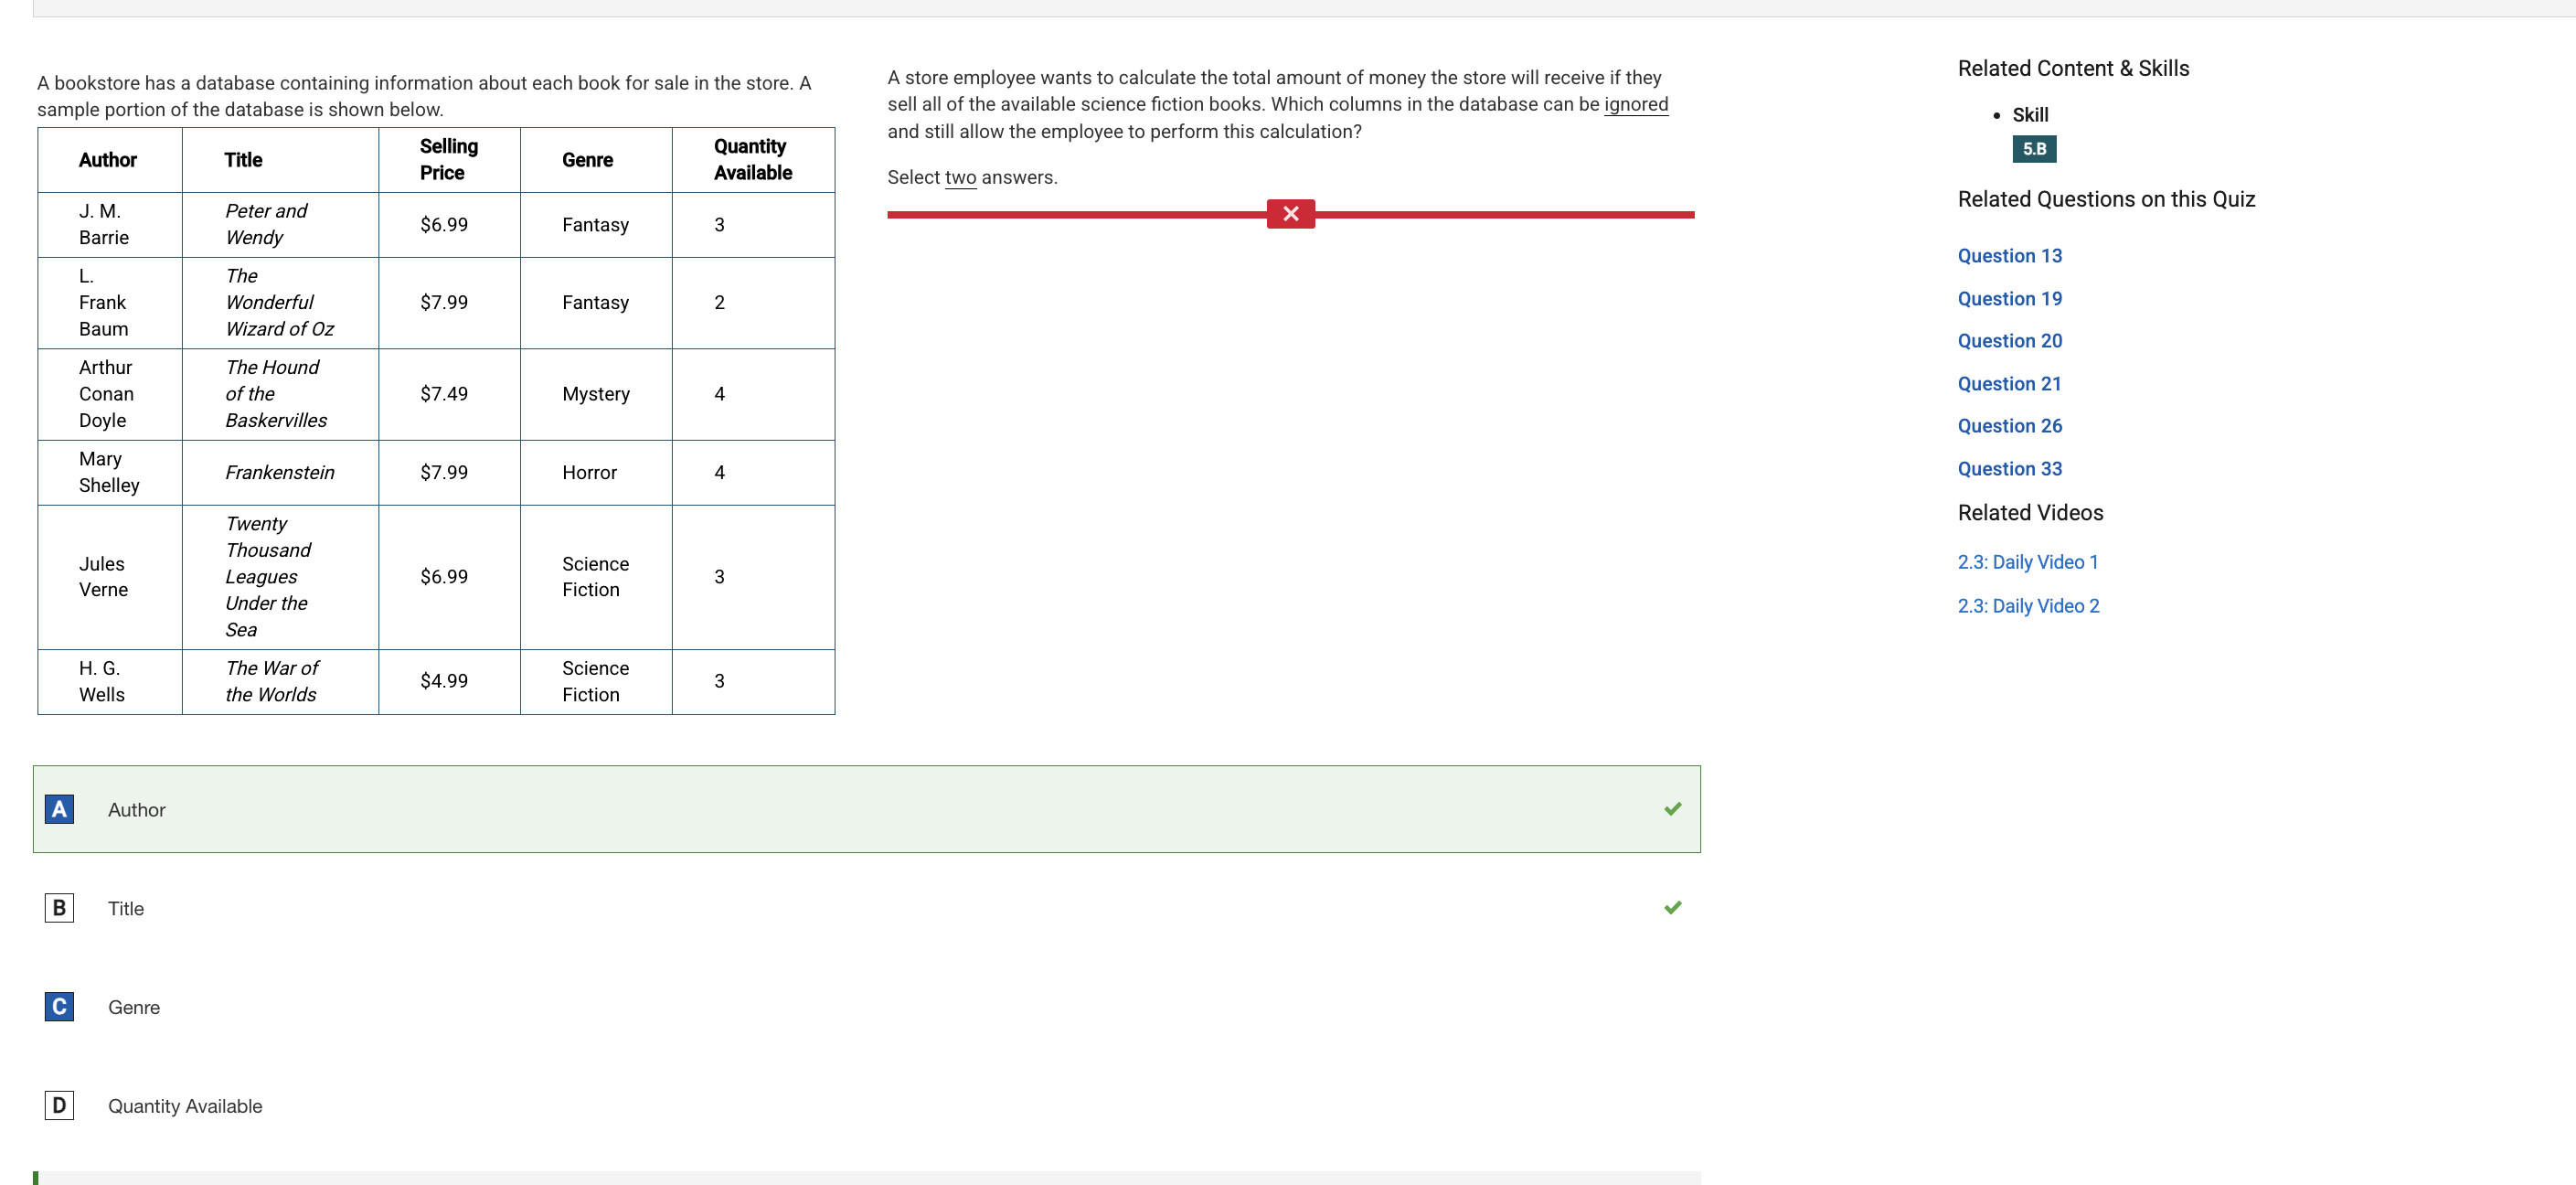 A bookstore has a database containing information about each book for sale in the store. A
sample portion of the database is shown below.
Author Title Selling Price Genre Quantity Available
J. M. Barrie Peter and Wendy $6.99 Fantasy 3
L. Frank Baum The Wonderful Wizard of Oz $7.99 Fantasy 2
Arthur Conan Doyle The Hound of the Baskervilles $7.49 Mystery 4
Mary Shelley Frankenstein $7.99 Horror 4
Jules Verne Twenty Thousand Leagues Under the Sea $6.99 Science Fiction 3
H. G. Wells The War of the Worlds $4.99 Science Fiction 3
A store employee wants to calculate the total amount of money the store will receive if they
sell all of the available science fiction books. Which columns in the database can be ignored
and still allow the employee to perform this calculation?
Select two answers.
A Author
B Title
C Genre
D Quantity Available
Related Content & Skills
• Skill
5.B
Related Questions on this Quiz
Question 13
Question 19
Question 20
Question 21
Question 26
Question 33
Related Videos
2.3: Daily Video 1
2.3: Daily Video 2